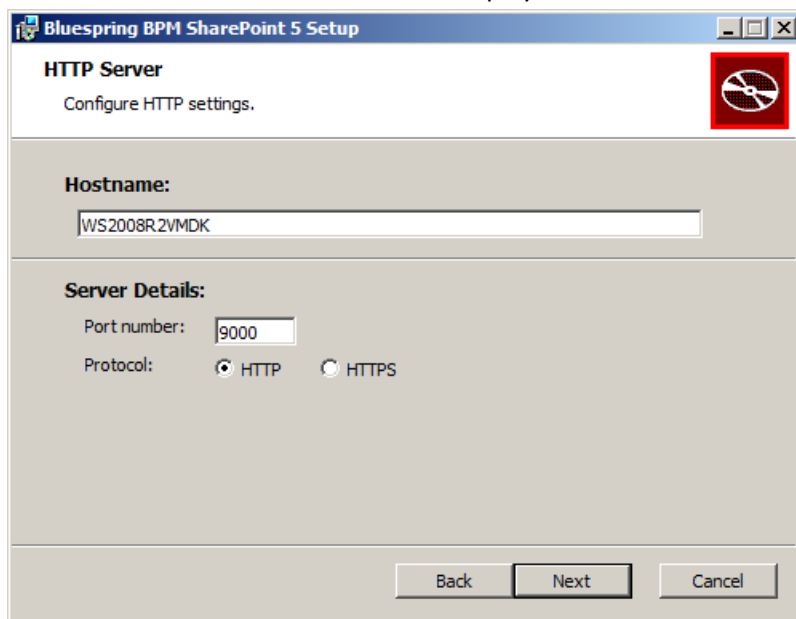 Bluespring BPM SharePoint 5 Setup
HTTP Server
Configure HTTP settings.
Hostname:
WS2008R2VMDK
Server Details:
Port number: 9000
Protocol: HTTP HTTPS
Back Next Cancel